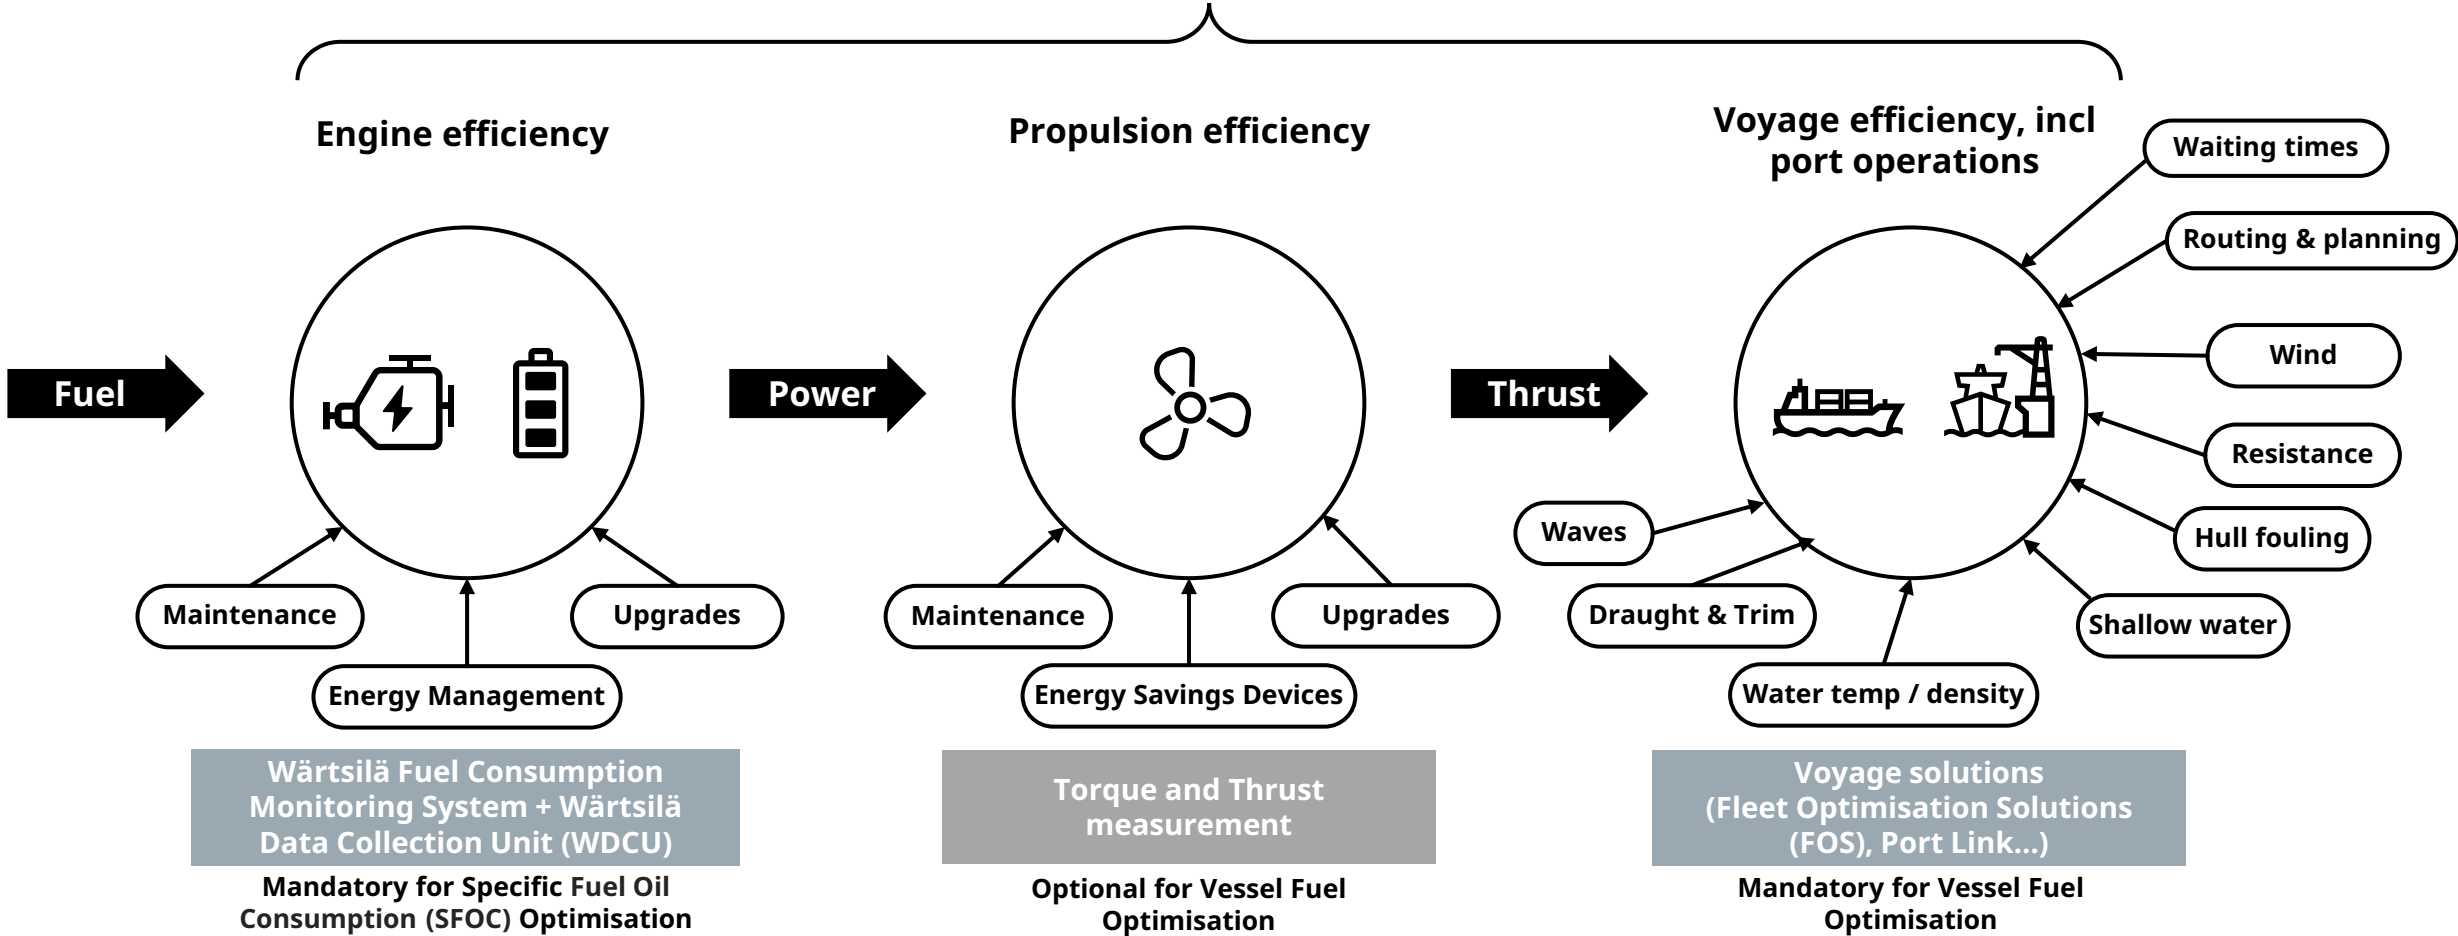 Engine efficiency
Propulsion efficiency
Voyage efficiency, incl
port operations
Waiting times
Routing & planning
Wind
Resistance
Hull fouling
Shallow water
Fuel
Power
Thrust
Waves
Draught & Trim
Water temp / density
Maintenance
Upgrades
Energy Management
Maintenance
Upgrades
Energy Savings Devices
Wärtsilä Fuel Consumption
Monitoring System + Wärtsilä
Data Collection Unit (WDCU)
Mandatory for Specific Fuel Oil
Consumption (SFOC) Optimisation
Torque and Thrust
measurement
Optional for Vessel Fuel
Optimisation
Voyage solutions
(Fleet Optimisation Solutions
(FOS), Port Link...)
Mandatory for Vessel Fuel
Optimisation